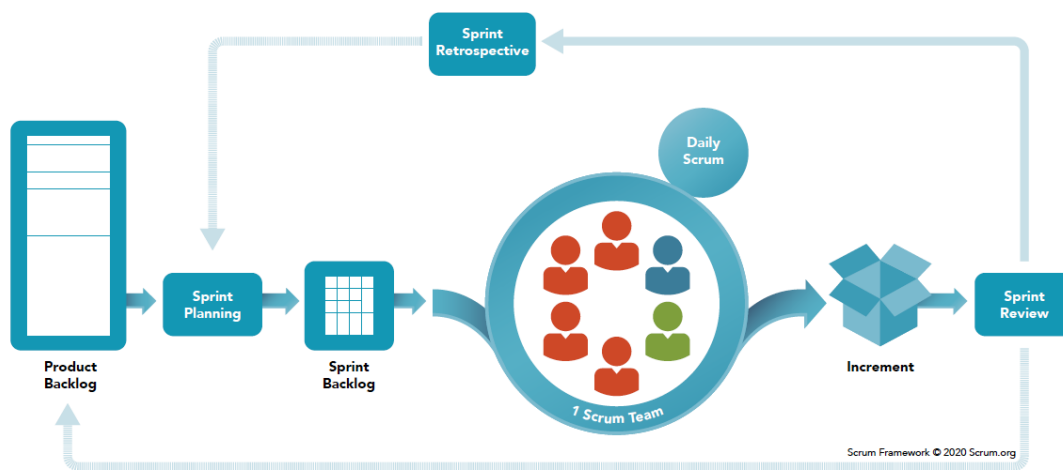 Sprint
Retrospective
Daily
Scrum
Sprint
Planning
Sprint
Review
Product
Backlog
Sprint
Backlog
Increment
1 Scrum Team
Scrum Framework © 2020 Scrum.org